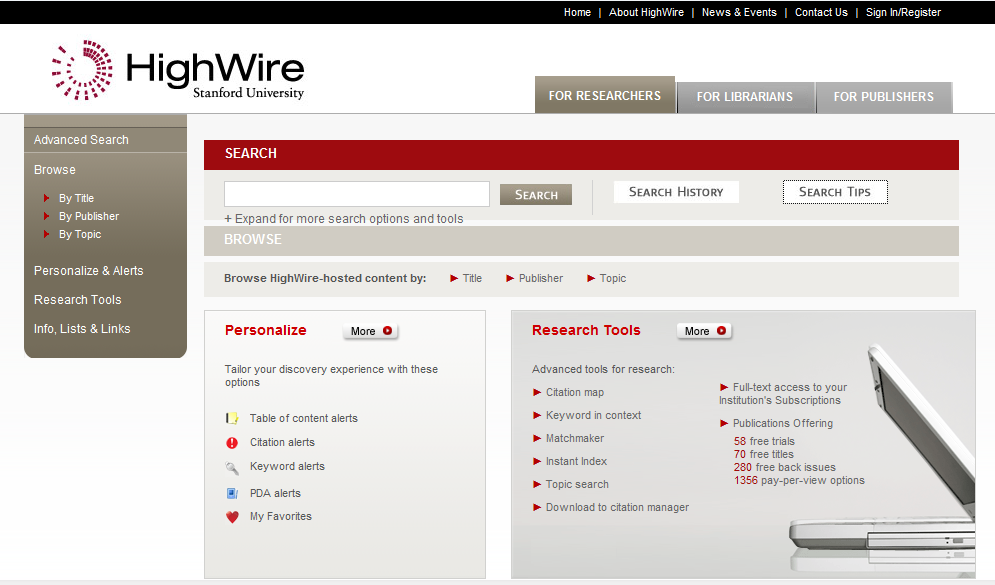 Home | About HighWire | News & Events | Contact Us | Sign In/Register
HighWire
Stanford University
FOR RESEARCHERS
FOR LIBRARIANS
FOR PUBLISHERS
Advanced Search
Browse
By Title
By Publisher
By Topic
Personalize & Alerts
Research Tools
Info, Lists & Links
SEARCH
SEARCH
SEARCH HISTORY
SEARCH TIPS
+ Expand for more search options and tools
BROWSE
Browse HighWire-hosted content by: Title Publisher Topic
Personalize
More
Tailor your discovery experience with these
options
Table of content alerts
Citation alerts
Keyword alerts
PDA alerts
My Favorites
Research Tools
More
Advanced tools for research:
Citation map
Keyword in context
Matchmaker
Instant Index
Topic search
Download to citation manager
Full-text access to your
Institution's Subscriptions
Publications Offering
58 free trials
70 free titles
280 free back issues
1356 pay-per-view options